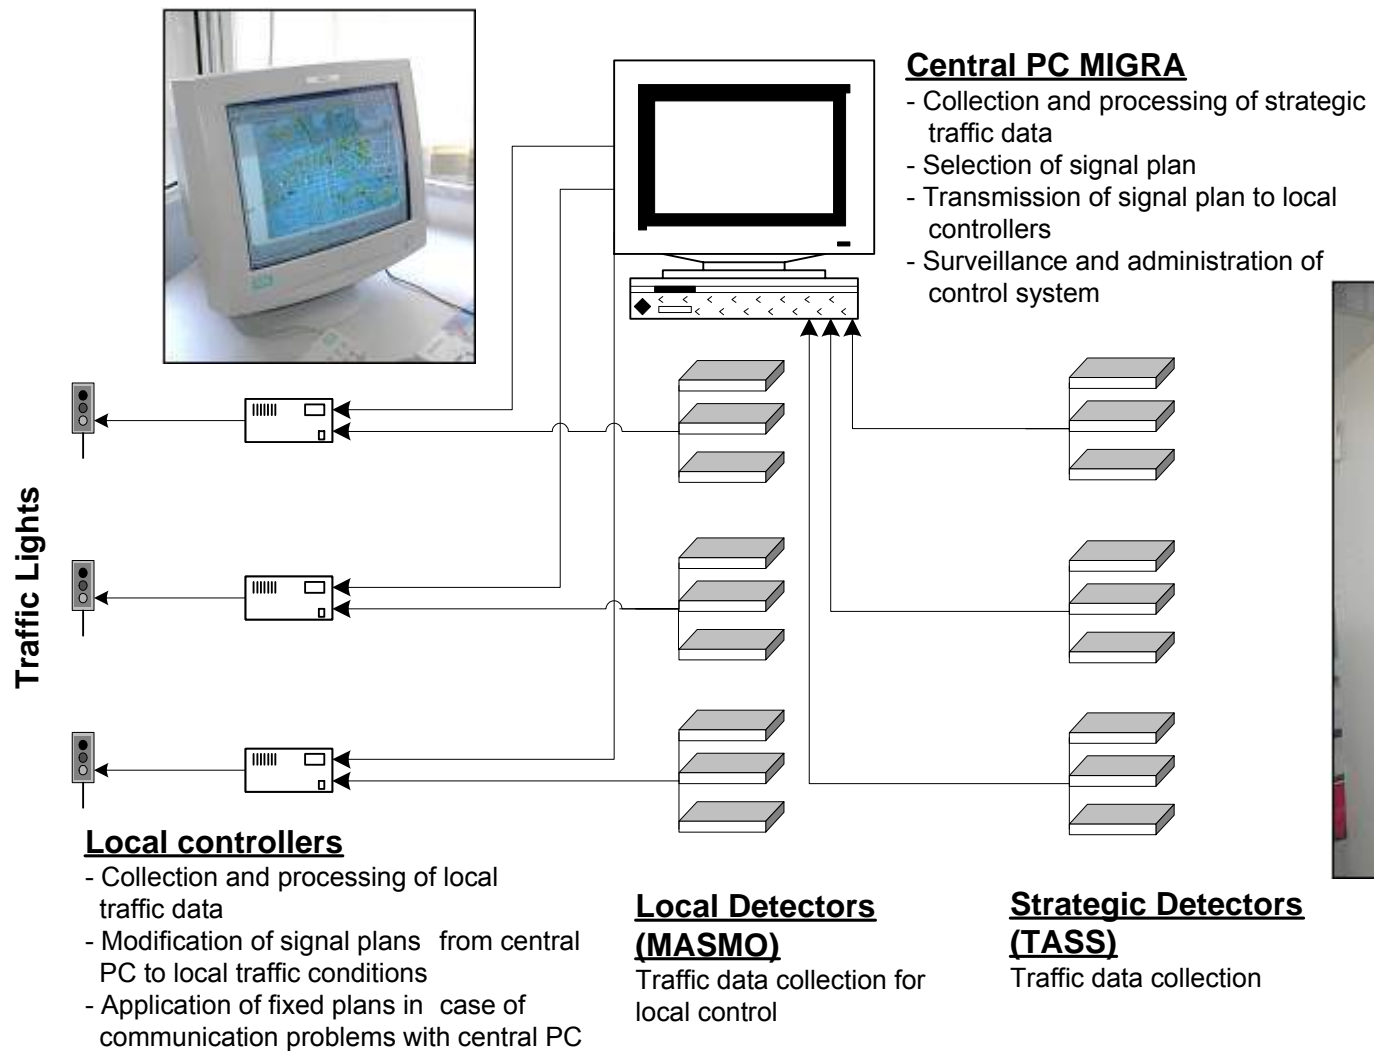 Central PC MIGRA
- Collection and processing of strategic
traffic data
- Selection of signal plan
- Transmission of signal plan to local
controllers
- Surveillance and administration of
control system
Traffic Lights
Local controllers
- Collection and processing of local
traffic data
- Modification of signal plans from central
PC to local traffic conditions
- Application of fixed plans in case of
communication problems with central PC
Local Detectors
(MASMO)
Traffic data collection for
local control
Strategic Detectors
(TASS)
Traffic data collection